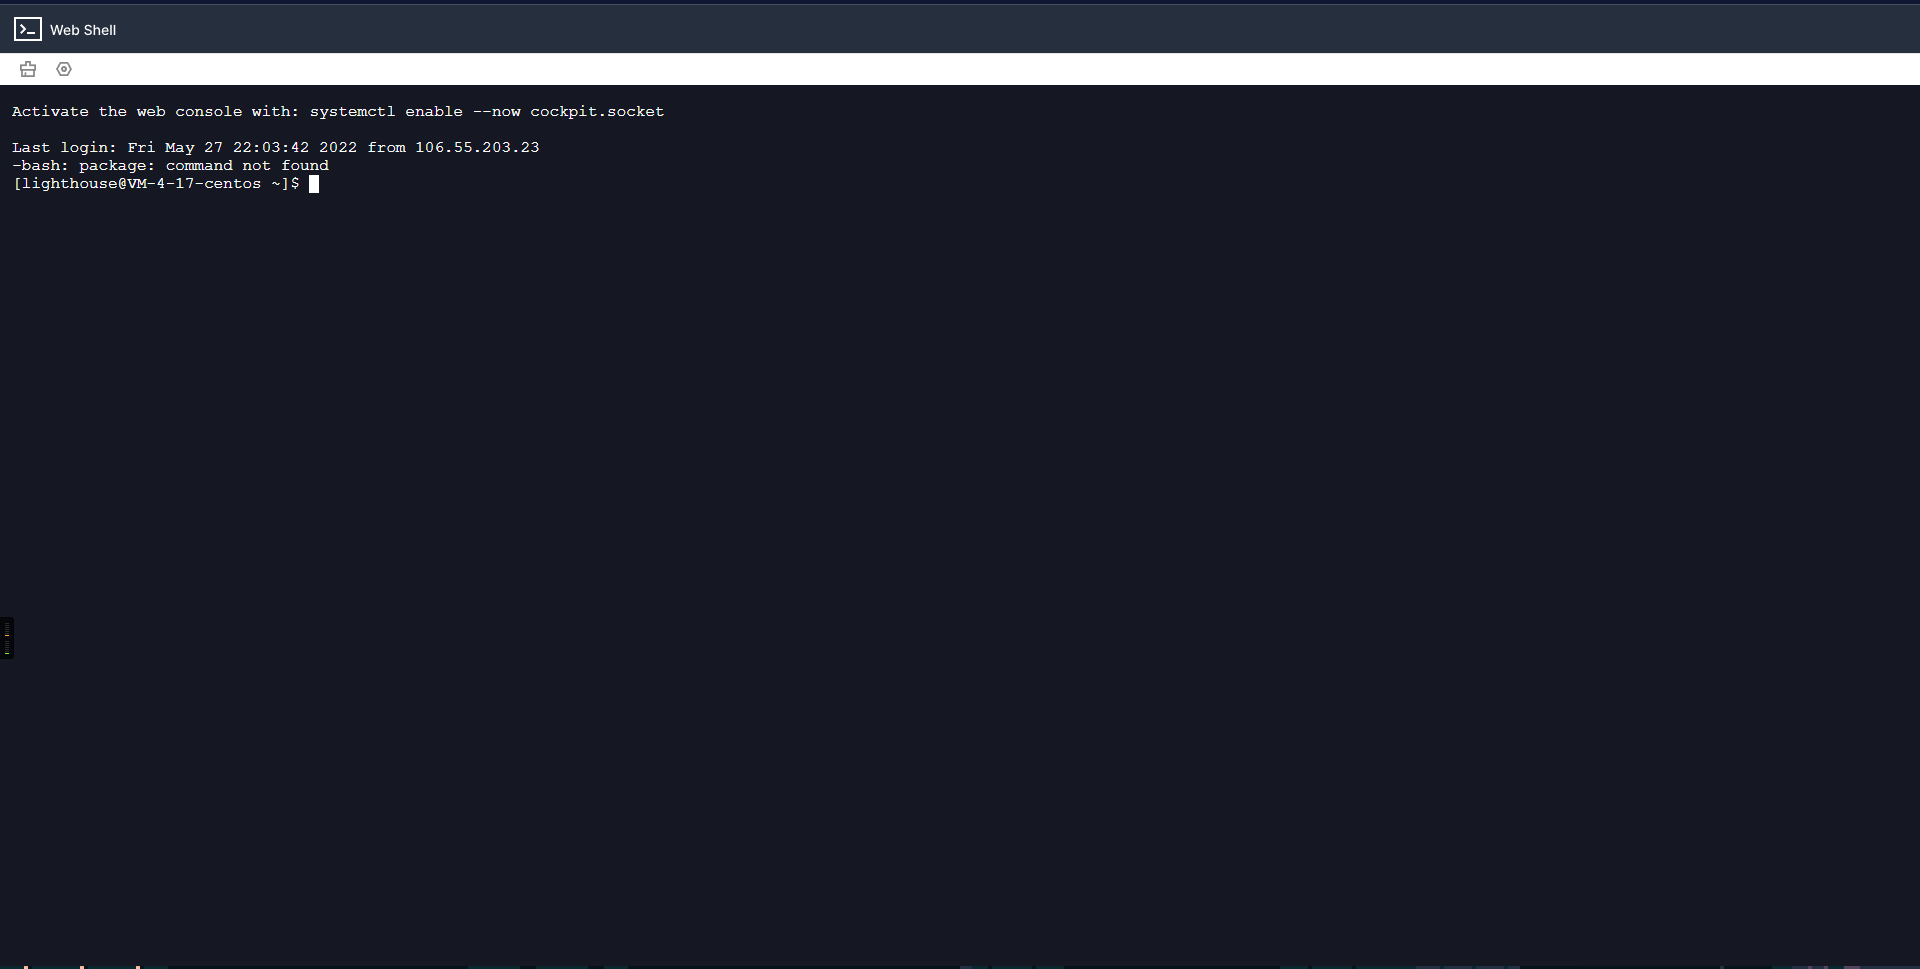 Web Shell
Activate the web console with: systemctl enable --now cockpit.socket
Last login: Fri May 27 22:03:42 2022 from 106.55.203.23
-bash: package: command not found
[lighthouse@VM-4-17-centos ~]$